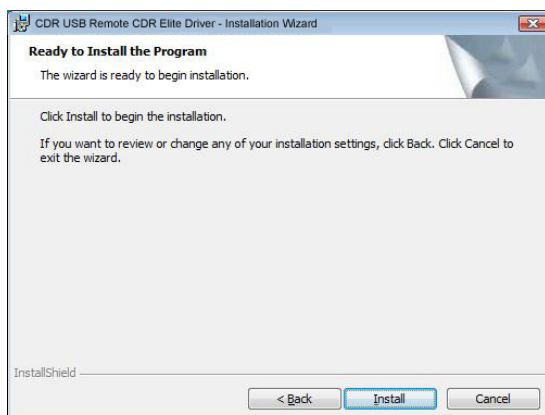 CDR USB Remote CDR Elite Driver - Installation Wizard
Ready to Install the Program
The wizard is ready to begin installation.
Click Install to begin the installation.
If you want to review or change any of your installation settings, click Back. Click Cancel to
exit the wizard.
InstallShield
< Back Install Cancel